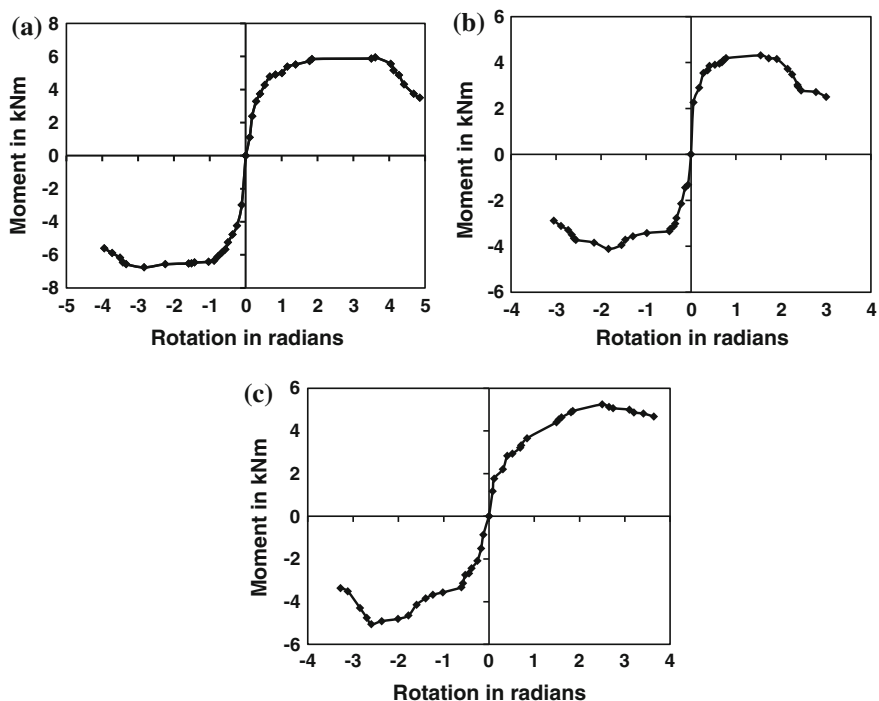 (a)
Moment in kNm
8
6
4
2
0
-2
-4
-6
-8
-5 -4 -3 -2 -1 0 1 2 3 4 5
Rotation in radians
(b)
Moment in kNm
6
4
2
0
-2
-4
-6
-4 -3 -2 -1 0 1 2 3 4
Rotation in radians
(c)
Moment in kNm
6
4
2
0
-2
-4
-6
-4 -3 -2 -1 0 1 2 3 4
Rotation in radians